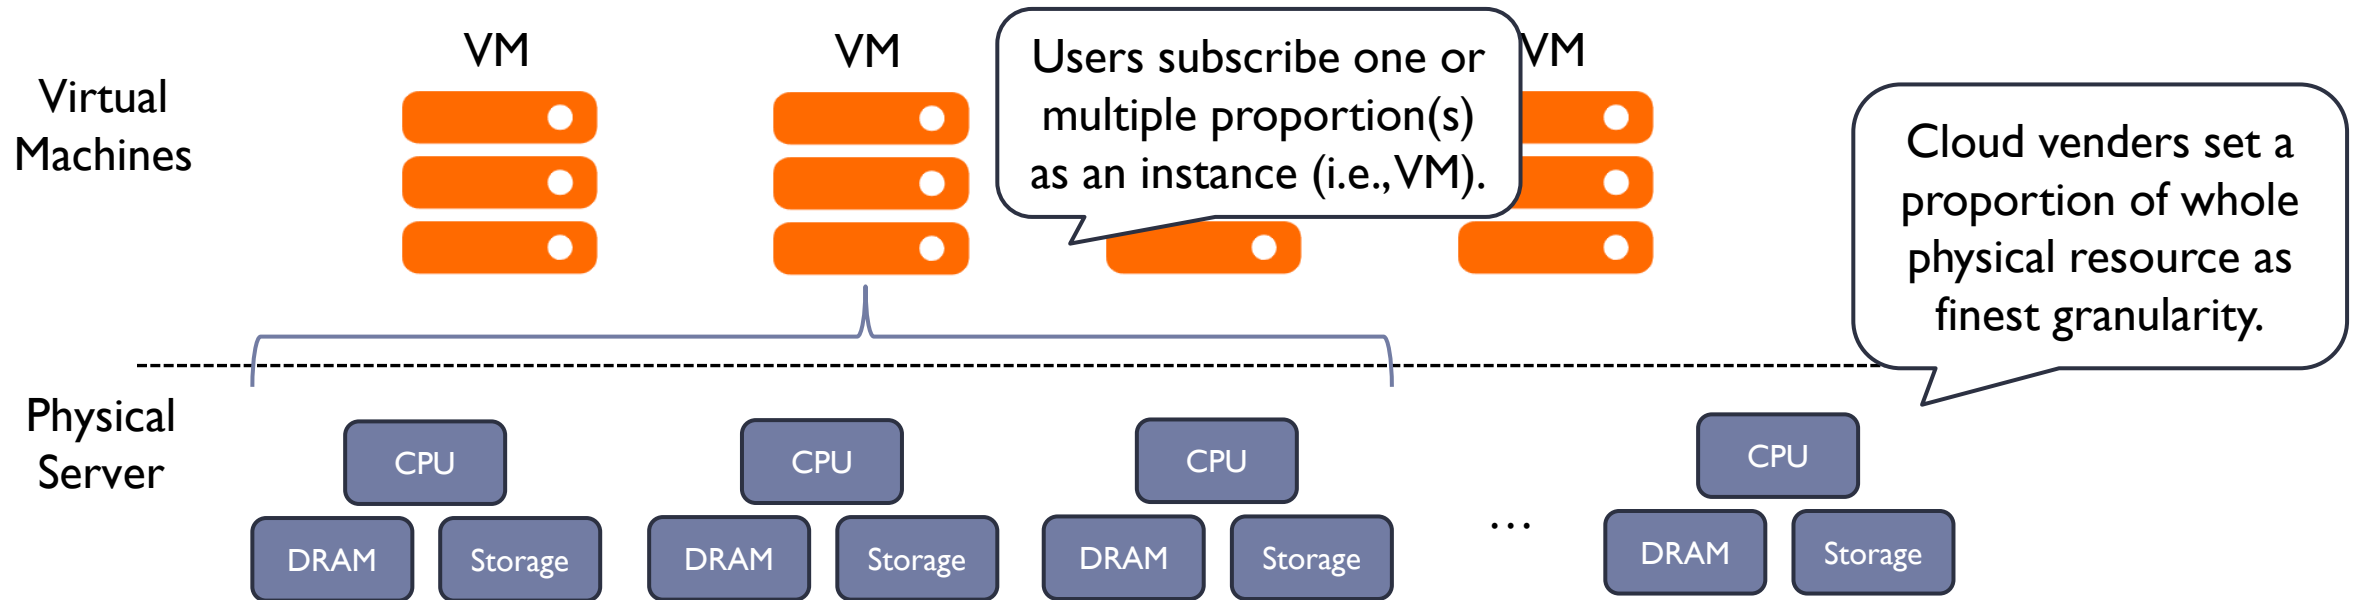 VM
VM
VM
Virtual
Machines
Users subscribe one or
multiple proportion(s)
as an instance (i.e., VM).
Cloud venders set a
proportion of whole
physical resource as
finest granularity.
Physical
Server
CPU
CPU
CPU
CPU
DRAM
Storage
DRAM
Storage
DRAM
Storage
...
DRAM
Storage